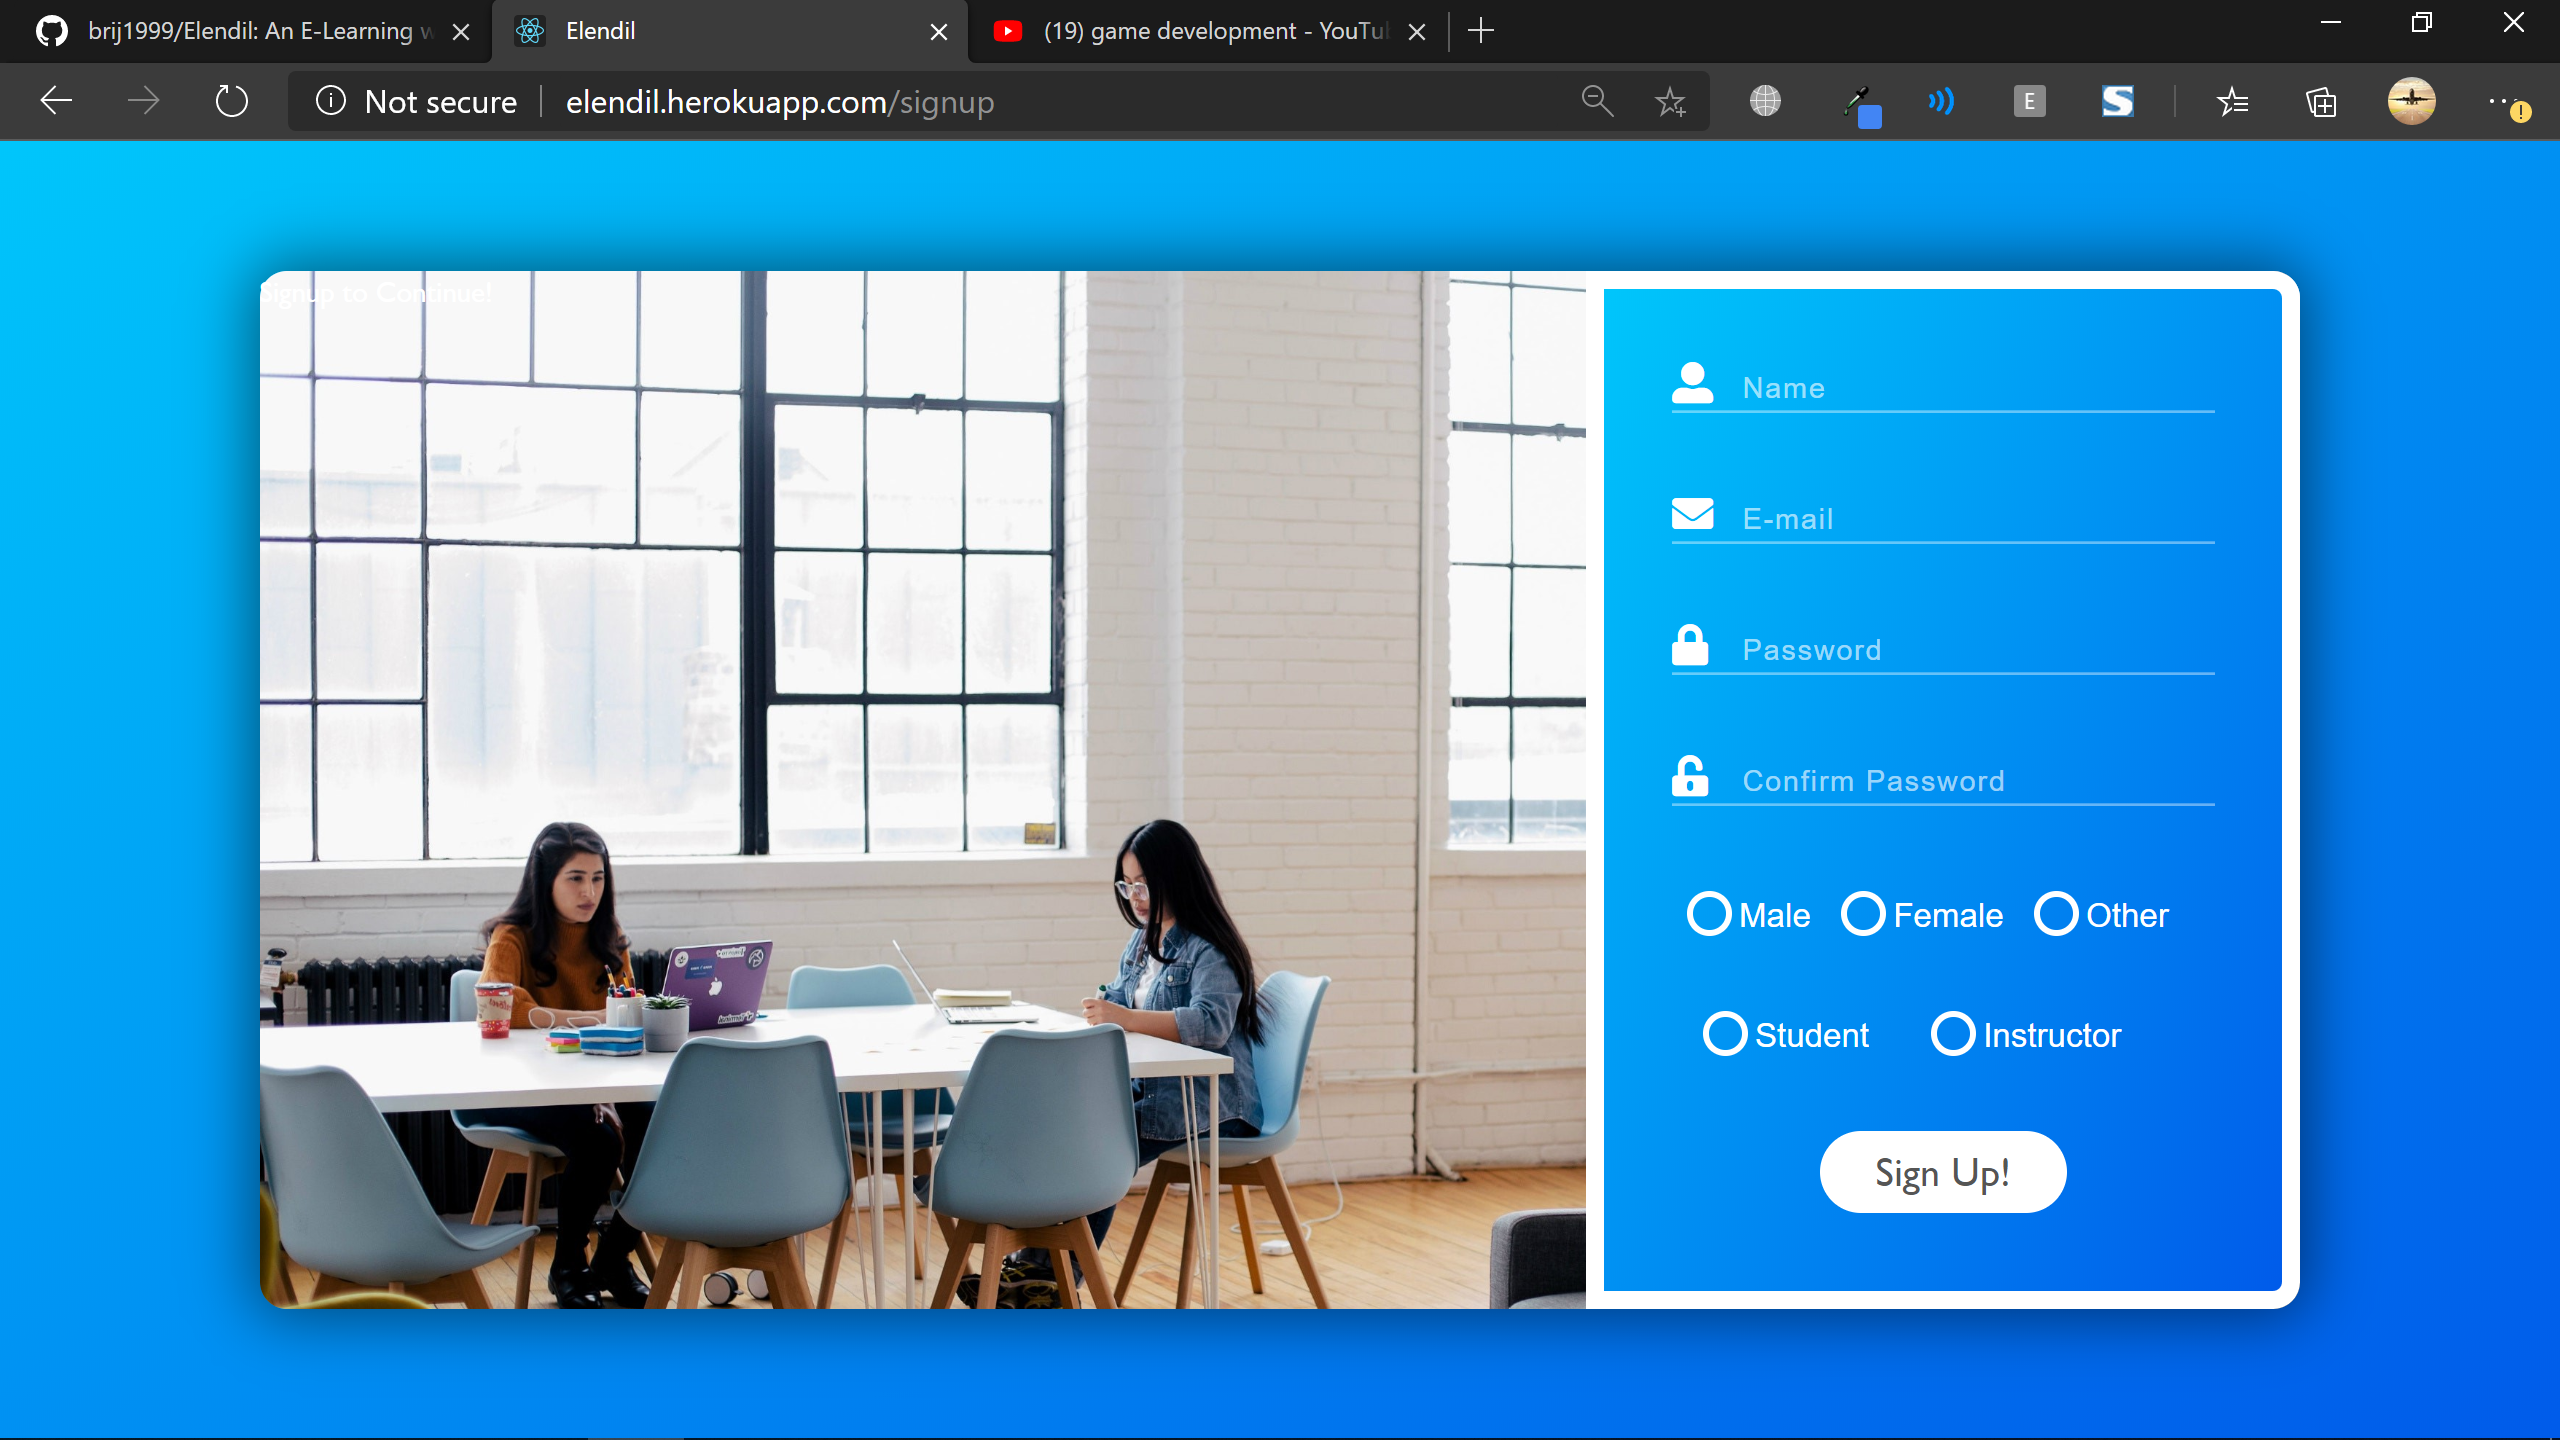 brij1999/Elendil: An E-Learning w
Elendil
(19) game development - YouTub
Not secure
elendil.herokuapp.com/signup
E
S
Signup to Continue!
Name
E-mail
Password
Confirm Password
Male Female Other
Student Instructor
Sign Up!